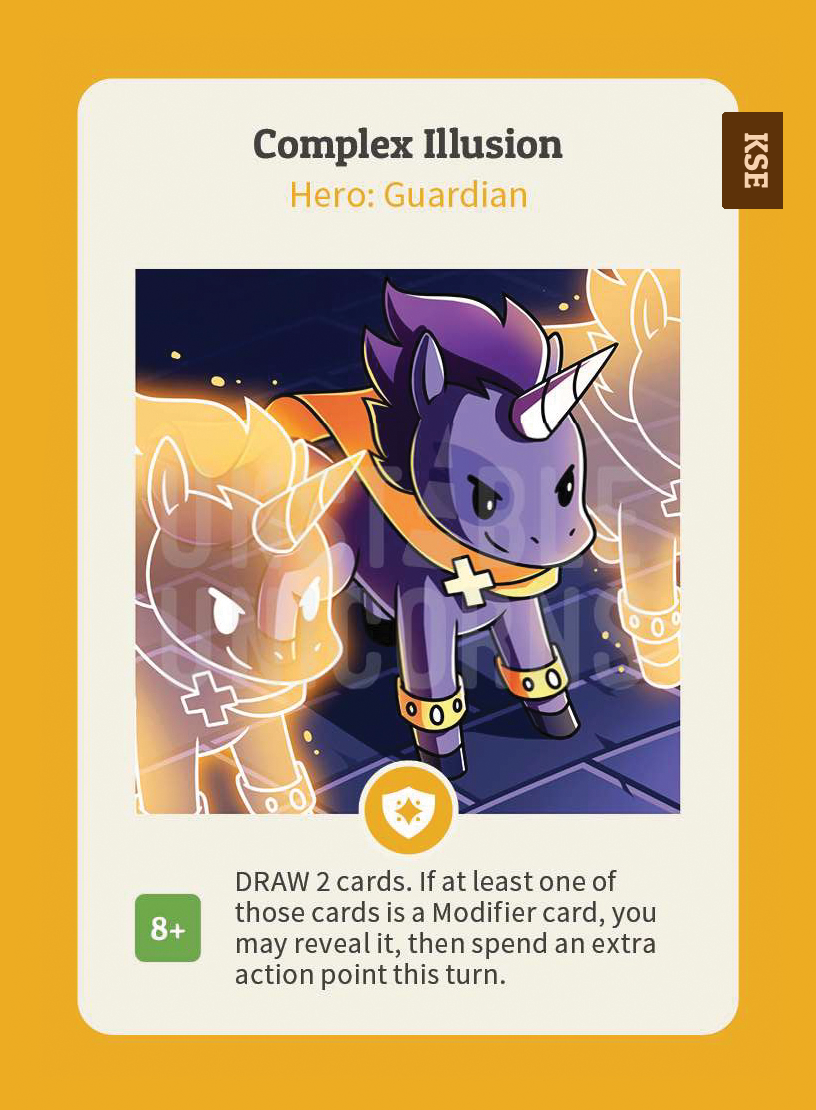 Complex Illusion
KSE
Hero: Guardian
UNSTABLE
UNICORNS
8+
DRAW 2 cards. If at least one of
those cards is a Modifier card, you
may reveal it, then spend an extra
action point this turn.